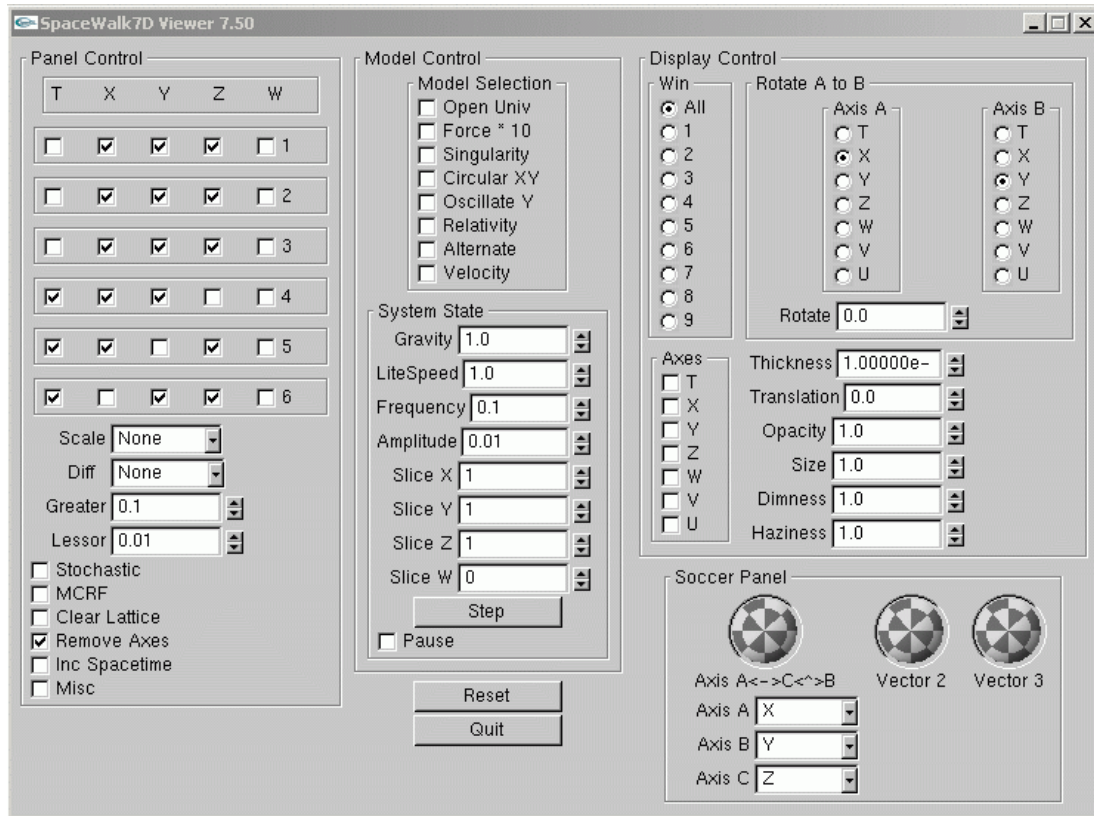 SpaceWalk7D Viewer 7.50
Panel Control
T X Y Z W
1
2
3
4
5
6
Scale None
Diff None
Greater 0.1
Lessor 0.01
Stochastic
MCRF
Clear Lattice
Remove Axes
Inc Spacetime
Misc
Model Control
Model Selection
Open Univ
Force * 10
Singularity
Circular XY
Oscillate Y
Relativity
Alternate
Velocity
System State
Gravity 1.0
LiteSpeed 1.0
Frequency 0.1
Amplitude 0.01
Slice X 1
Slice Y 1
Slice Z 1
Slice W 0
Step
Pause
Reset
Quit
Display Control
Win
All
1
2
3
4
5
6
7
8
9
Rotate A to B
Axis A
T
X
Y
Z
W
V
U
Axis B
T
X
Y
Z
W
V
U
Rotate 0.0
Axes
T
X
Y
Z
W
V
U
Thickness 1.00000e-
Translation 0.0
Opacity 1.0
Size 1.0
Dimness 1.0
Haziness 1.0
Soccer Panel
Axis A<->C<^>B Vector 2 Vector 3
Axis A X
Axis B Y
Axis C Z